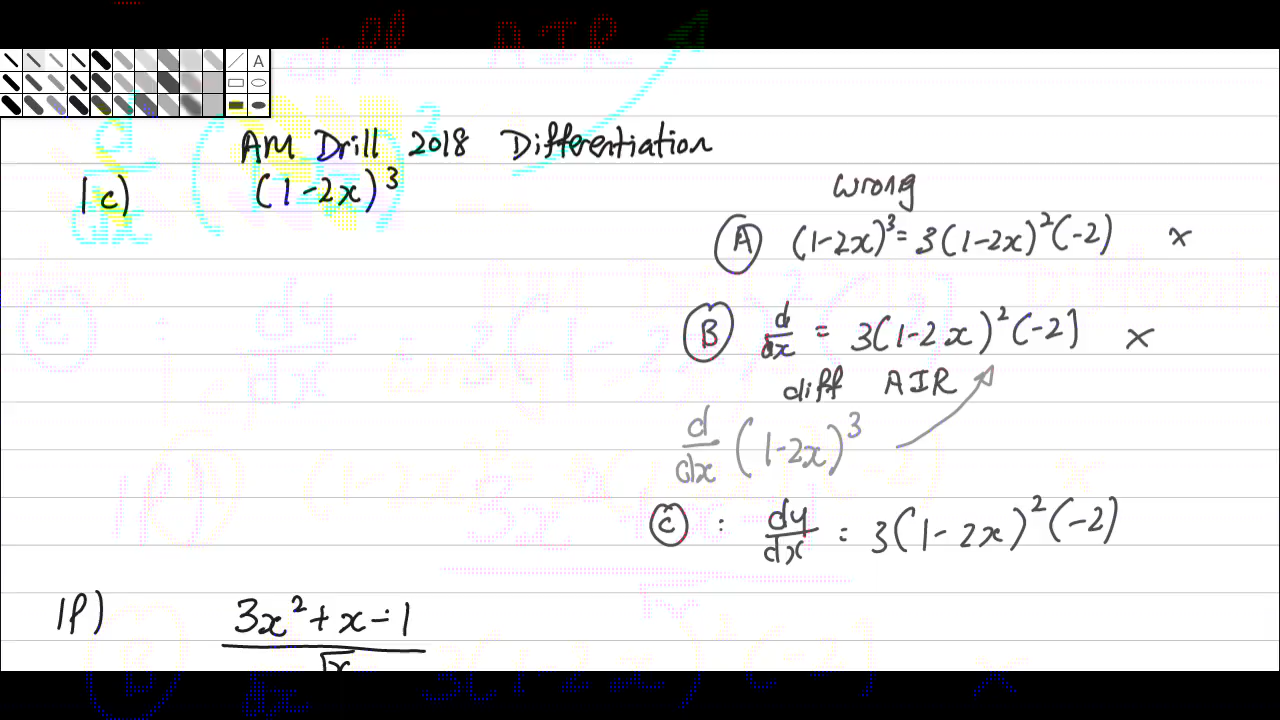 AM Drill 2018 Differentiation
1c) (1-2x)³
wrong
Ⓐ (1-2x)³ = 3(1-2x)²(-2) ×
Ⓑ d/dx = 3(1-2x)²(-2) ×
diff AIR
d/dx (1-2x)³
Ⓒ : dy/dx = 3(1-2x)²(-2)
1f) 3x²+x-1
√x